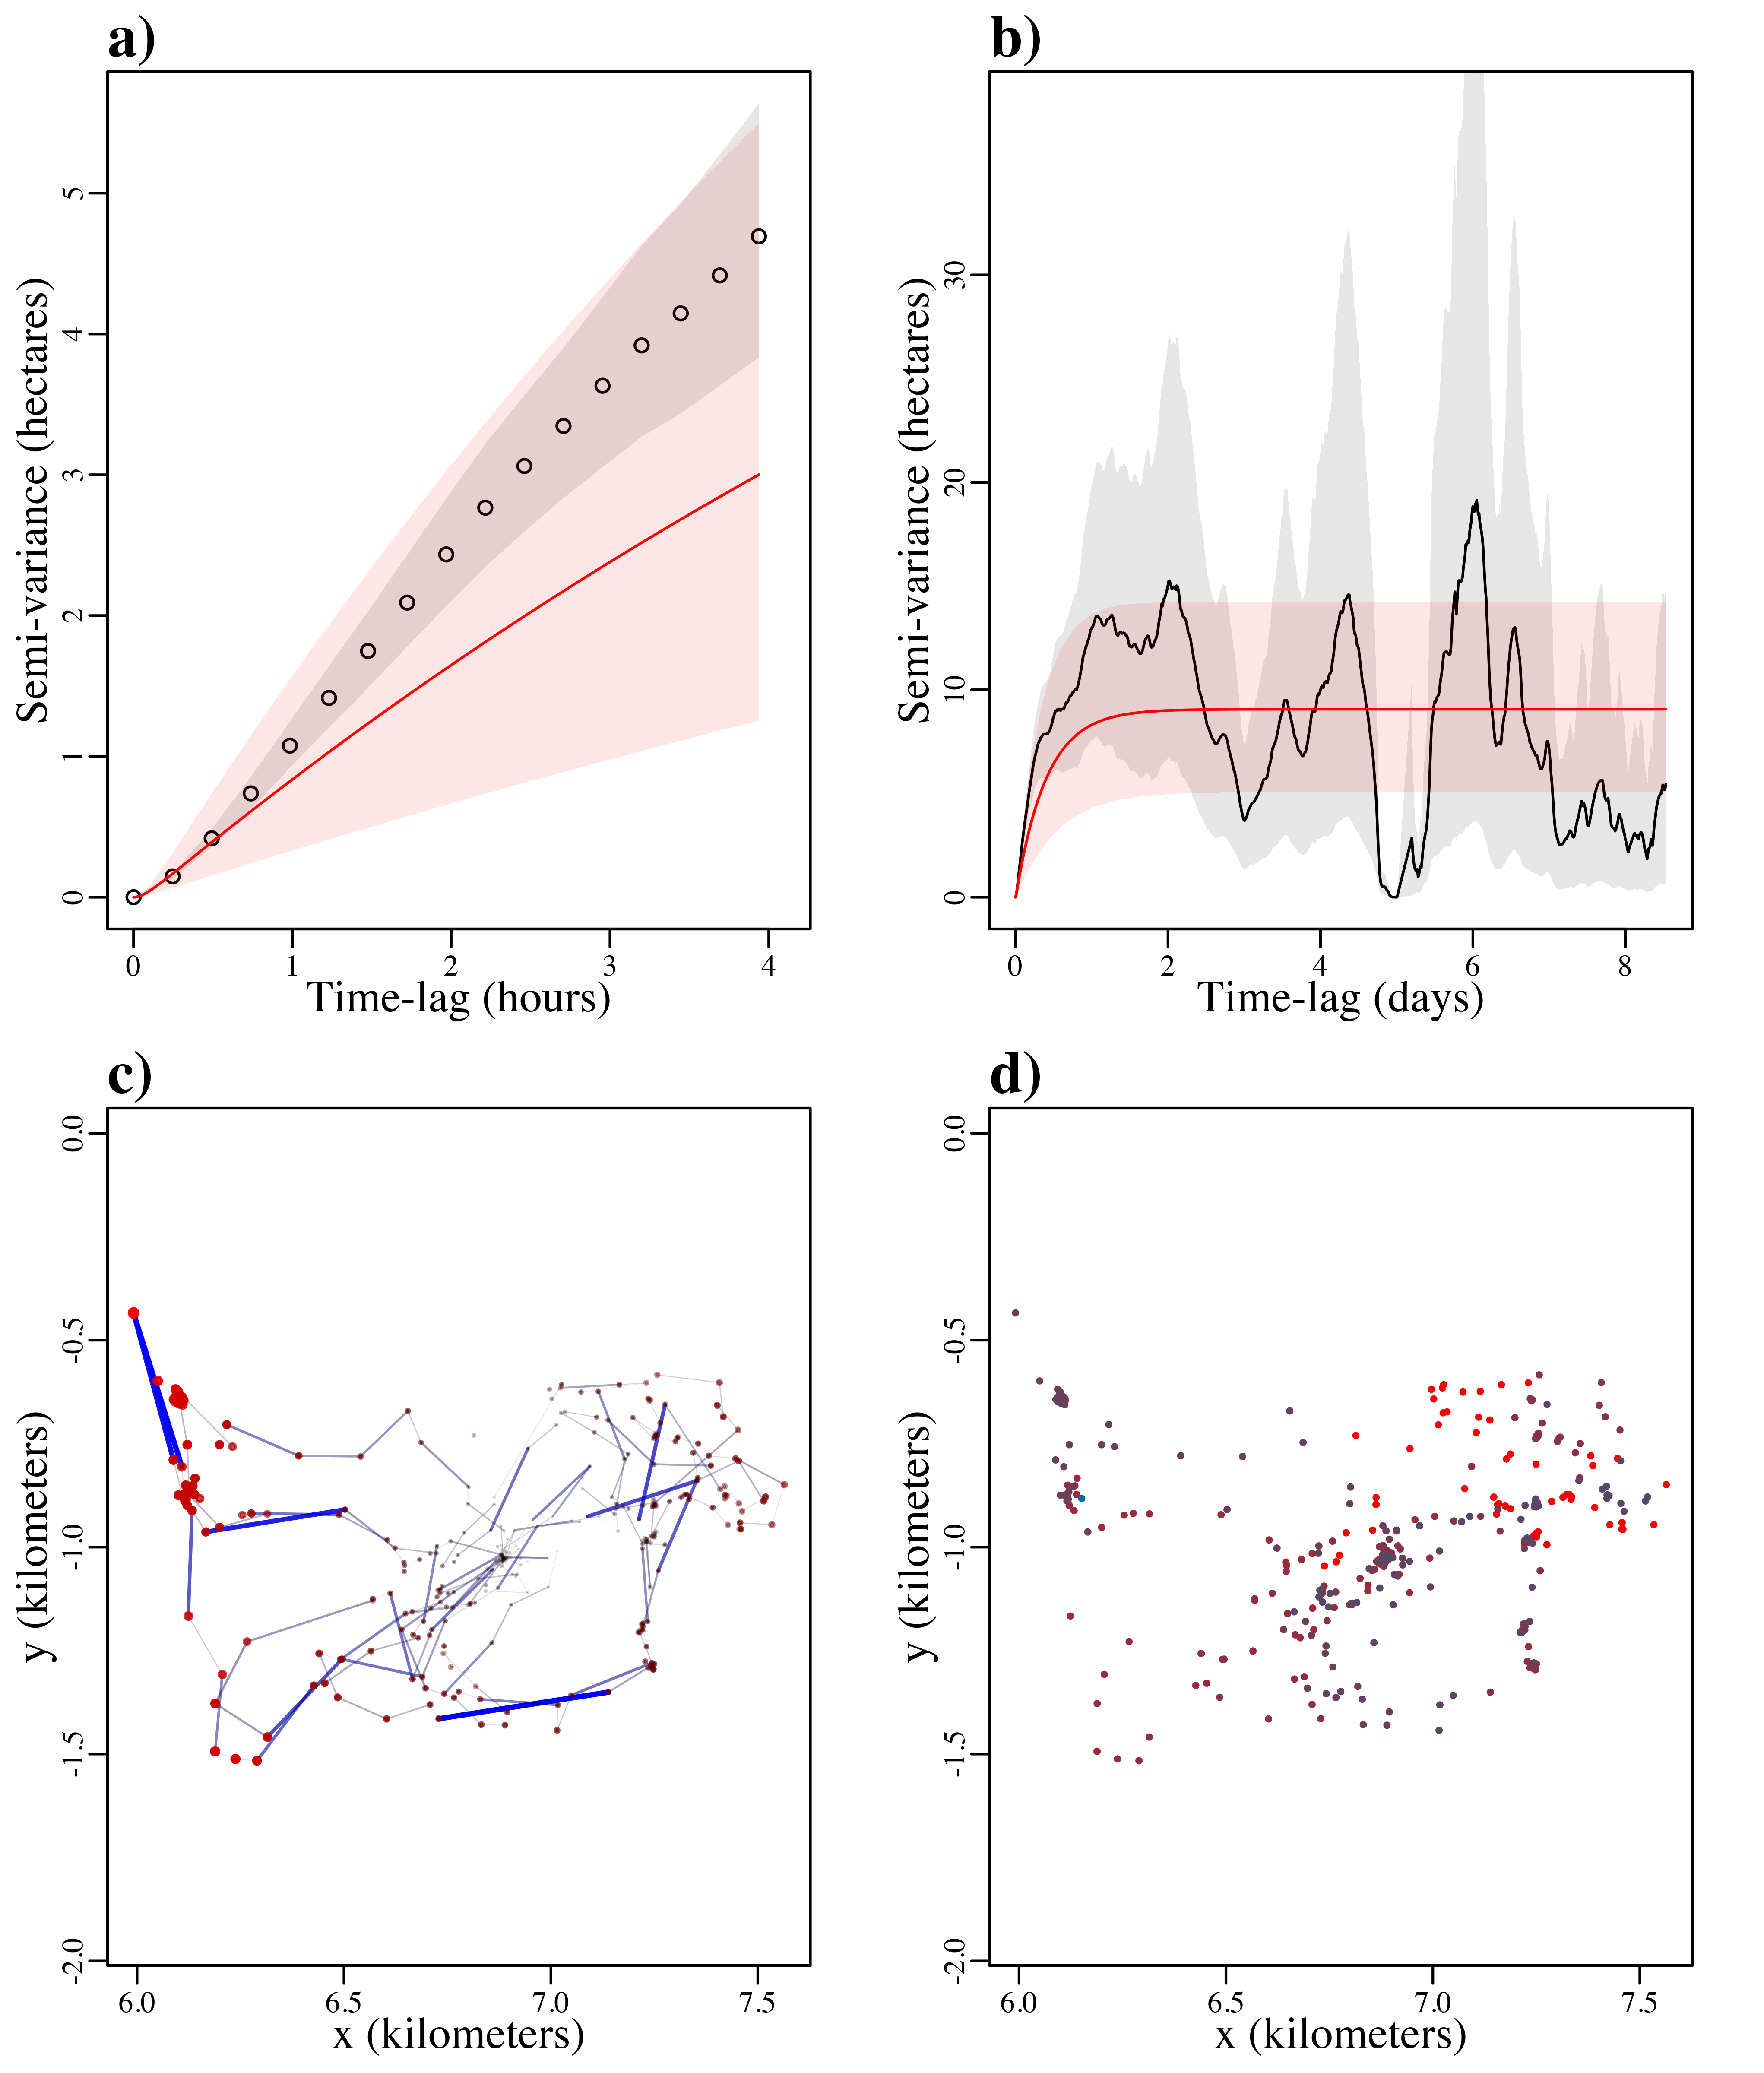 a)
Semi-variance (hectares)
0 1 2 3 4 5
0 1 2 3 4
Time-lag (hours)
b)
Semi-variance (hectares)
0 10 20 30
0 2 4 6 8
Time-lag (days)
c)
y (kilometers)
-2.0 -1.5 -1.0 -0.5 0.0
6.0 6.5 7.0 7.5
x (kilometers)
d)
y (kilometers)
-2.0 -1.5 -1.0 -0.5 0.0
6.0 6.5 7.0 7.5
x (kilometers)